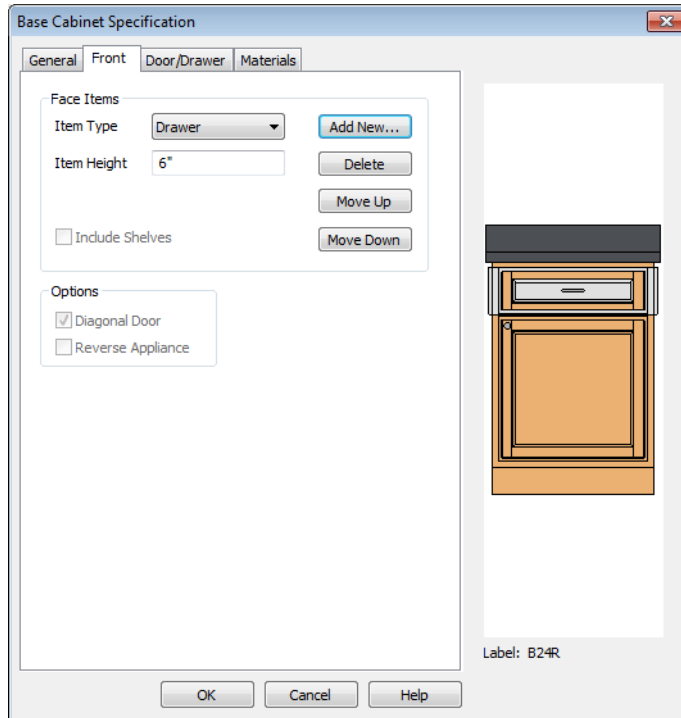 Base Cabinet Specification
General Front Door/Drawer Materials
Face Items
Item Type Drawer Add New...
Item Height 6" Delete
Move Up
Include Shelves Move Down
Options
Diagonal Door
Reverse Appliance
Label: B24R
OK Cancel Help